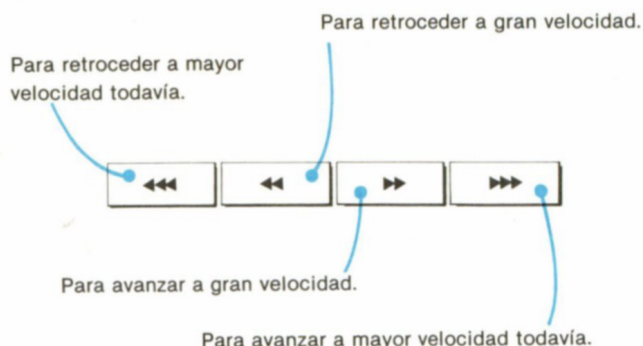 Para retroceder a gran velocidad.
Para retroceder a mayor
velocidad todavía.
Para avanzar a gran velocidad.
Para avanzar a mayor velocidad todavía.